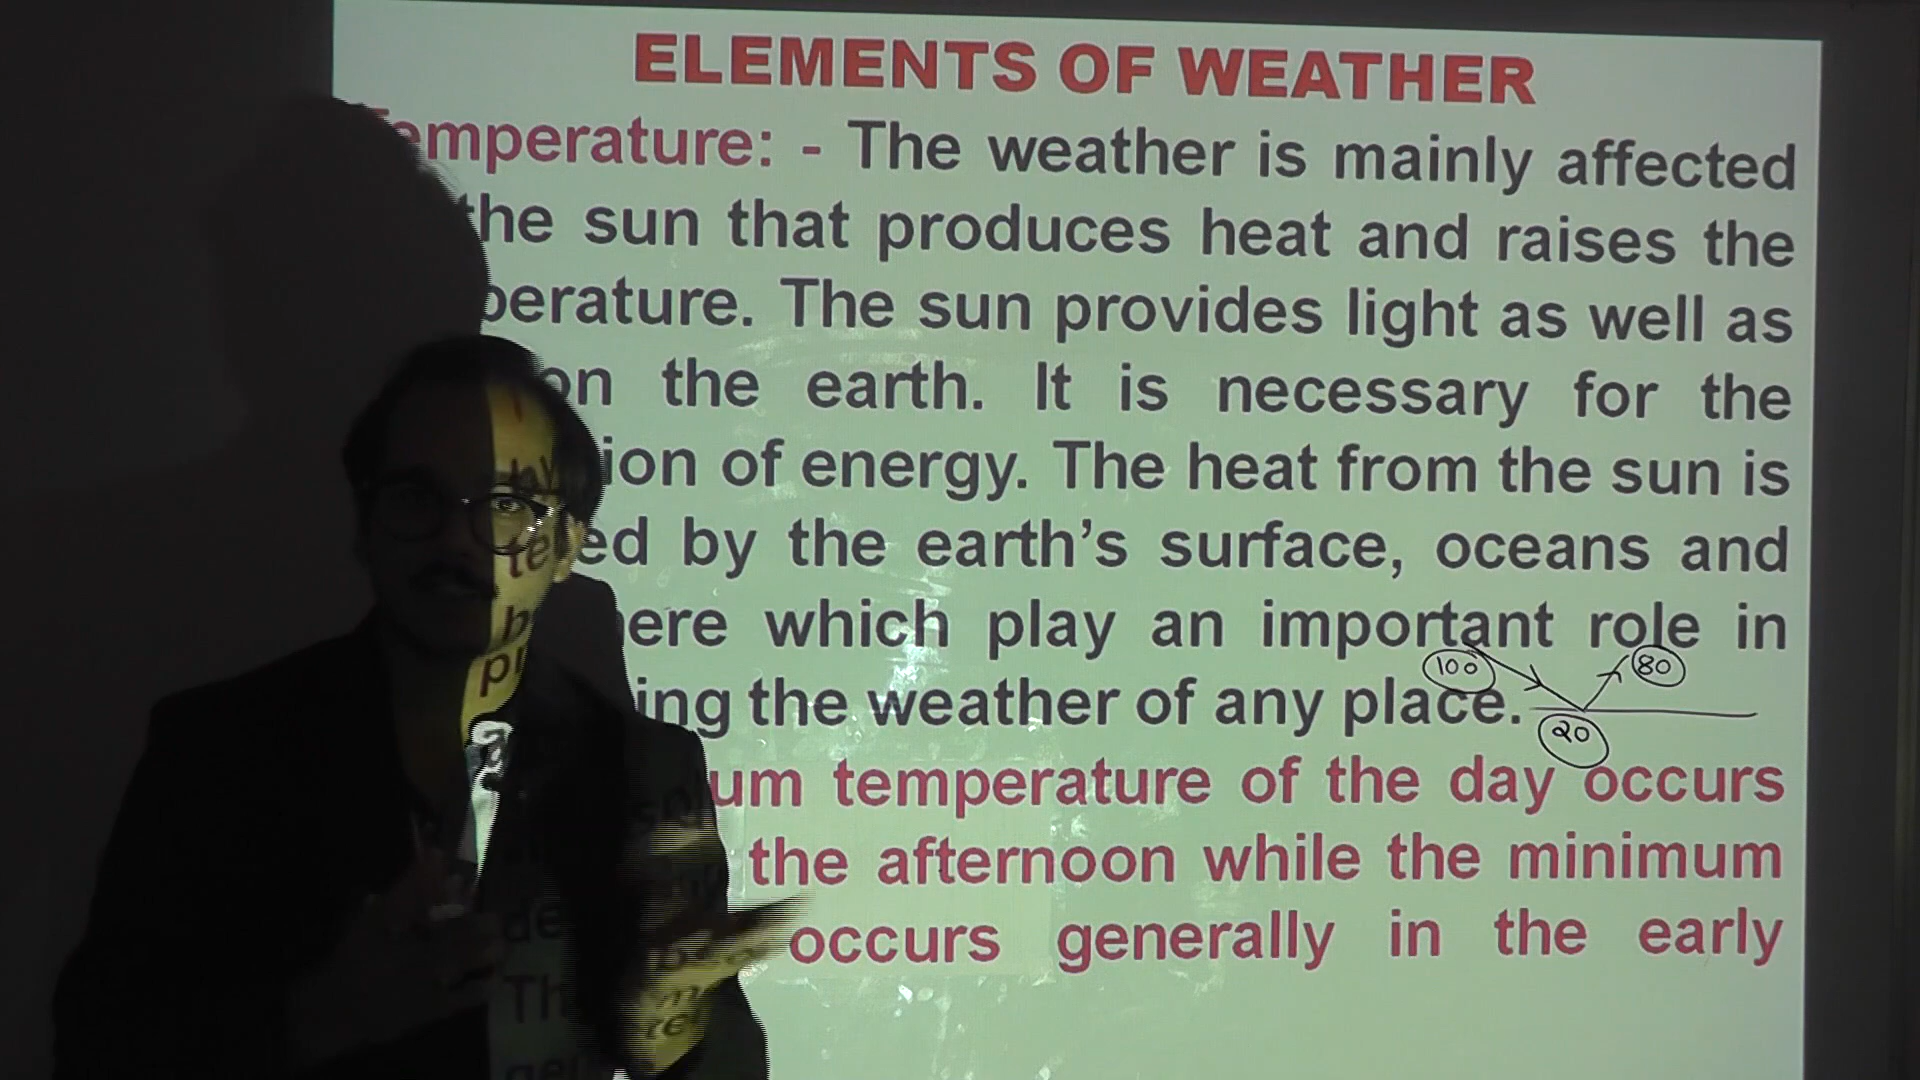 ELEMENTS OF WEATHER
Temperature: - The weather is mainly affected
the sun that produces heat and raises the
perature. The sun provides light as well as
on the earth. It is necessary for the
ion of energy. The heat from the sun is
ed by the earth's surface, oceans and
ere which play an important role in
100 80
ing the weather of any place.
20
um temperature of the day occurs
the afternoon while the minimum
occurs generally in the early